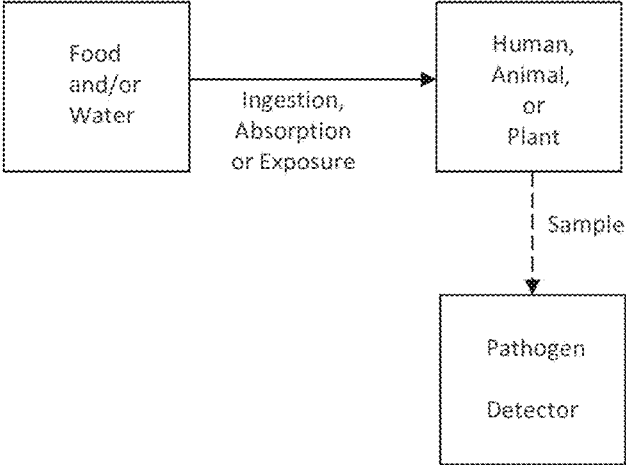 Food
and/or
Water
Ingestion,
Absorption
or Exposure
Human,
Animal,
or
Plant
Sample
Pathogen
Detector